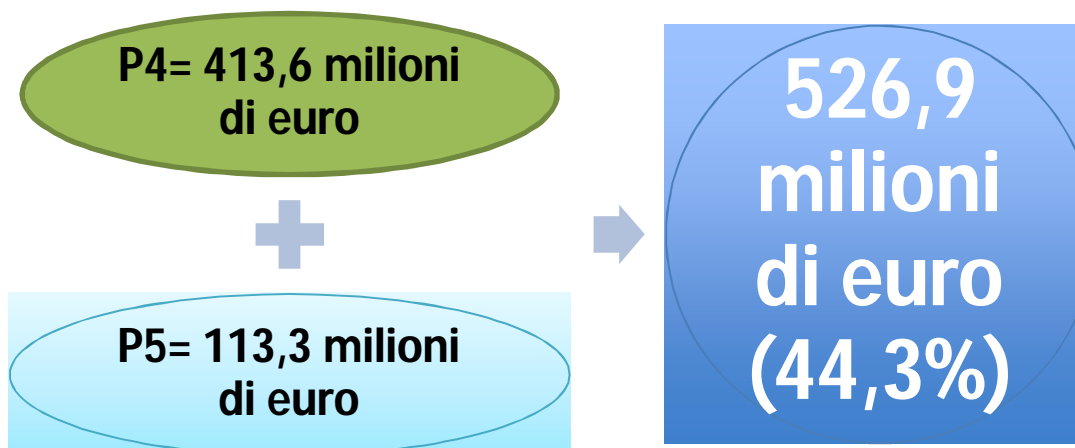 P4= 413,6 milioni
di euro
P5= 113,3 milioni
di euro
526,9
milioni
di euro
(44,3%)